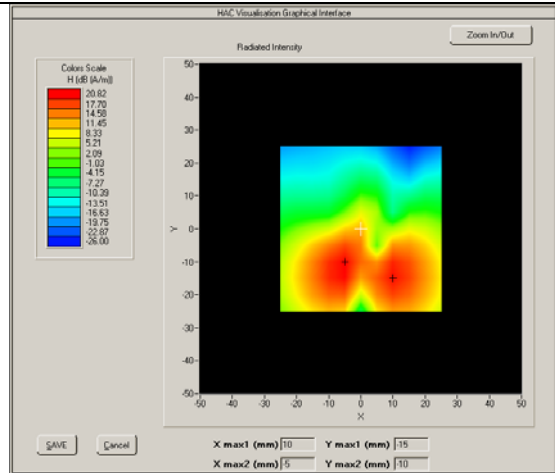 HAC Visualisation Graphical Interface
Zoom In/Out
Radiated Intensity
Colors Scale
H (dB (A/m))
20.82
17.70
14.58
11.45
8.33
5.21
2.09
-1.03
-4.15
-7.27
-10.39
-13.51
-16.63
-19.75
-22.87
-26.00
50
40
30
20
10
0
-10
-20
-30
-40
-50
Y
-50 -40 -30 -20 -10 0 10 20 30 40 50
X
SAVE Cancel
X max1 (mm) 10 Y max1 (mm) -15
X max2 (mm) -5 Y max2 (mm) -10